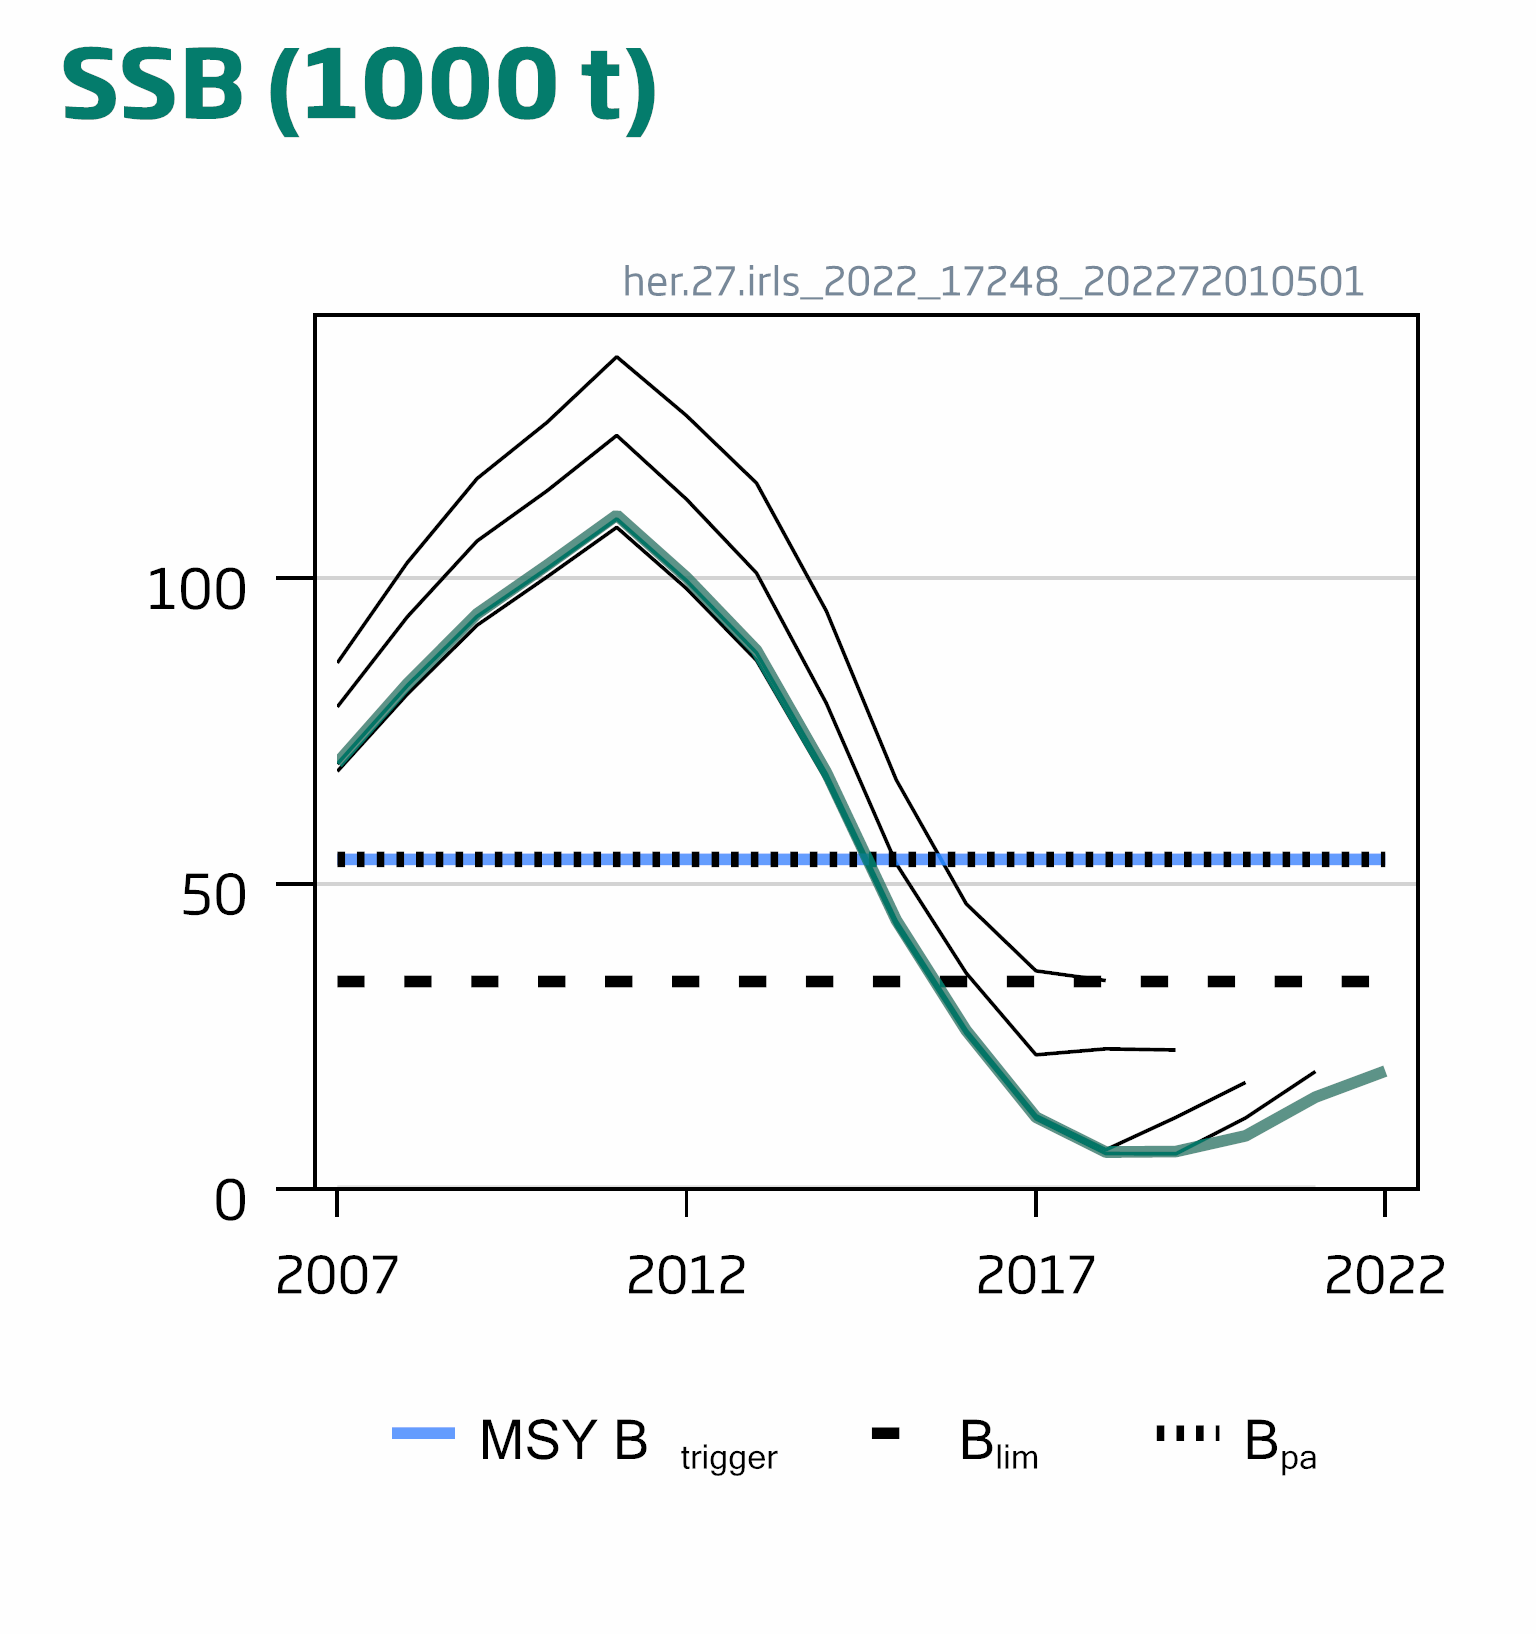 SSB (1000 t)
her.27.irls_2022_17248_202272010501
100
50
0
2007 2012 2017 2022
MSY B trigger Blim Bpa